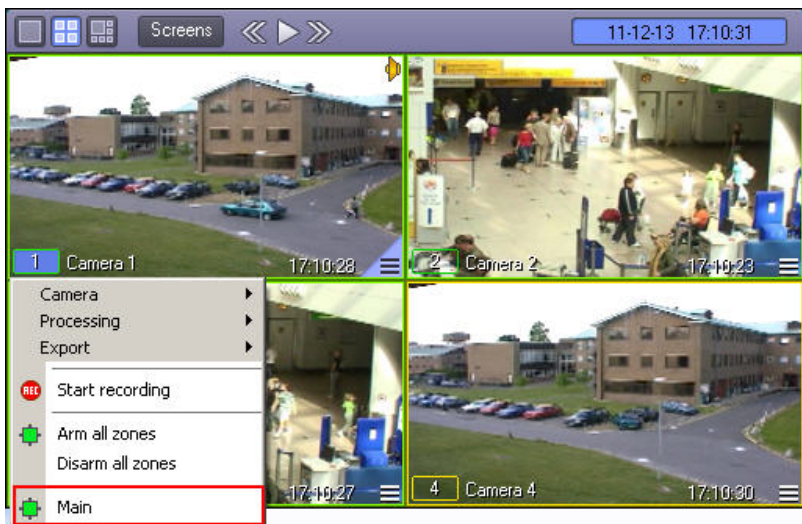 Screens
11-12-13 17:10:31
1 Camera 1 17:10:28
2 Camera 2 17:10:23
Camera
Processing
Export
REC Start recording
Arm all zones
Disarm all zones
Main
17:10:27
4 Camera 4 17:10:30